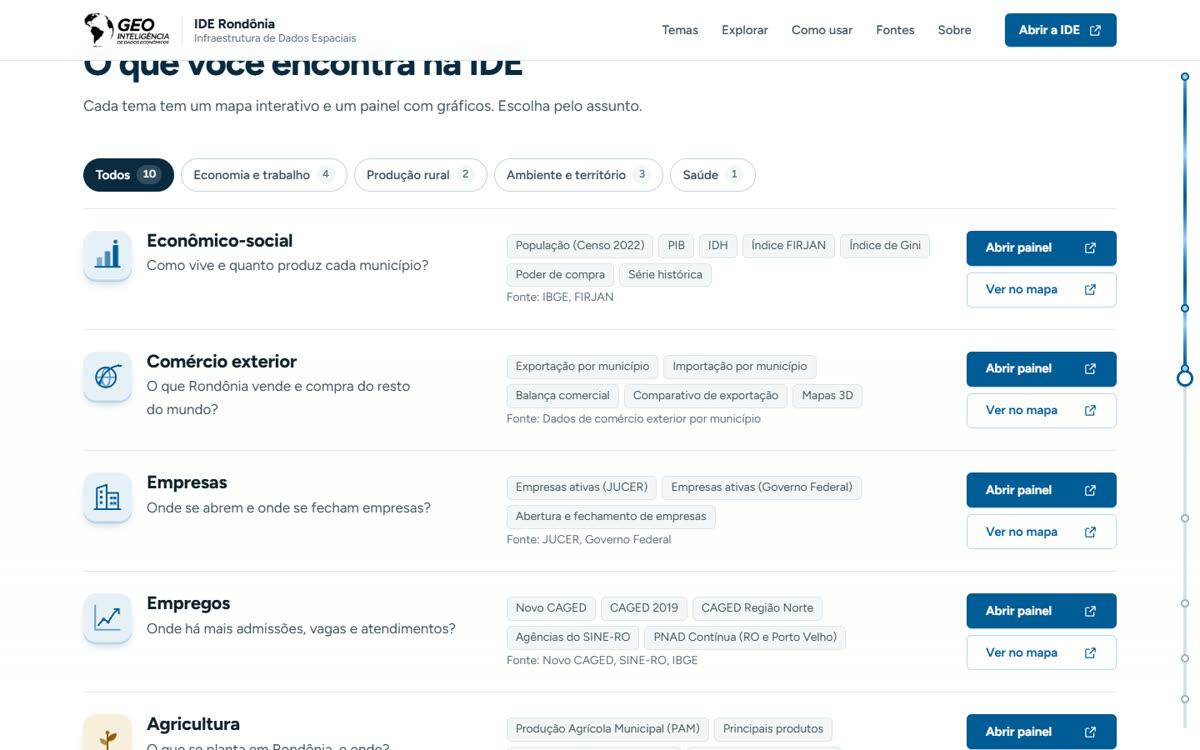 GEO
INTELIGÊNCIA
DE DADOS ECONÔMICOS
IDE Rondônia
Infraestrutura de Dados Espaciais
Temas
Explorar
Como usar
Fontes
Sobre
Abrir a IDE
O que você encontra na IDE
Cada tema tem um mapa interativo e um painel com gráficos. Escolha pelo assunto.
Todos 10
Economia e trabalho 4
Produção rural 2
Ambiente e território 3
Saúde 1
Econômico-social
Como vive e quanto produz cada município?
População (Censo 2022) PIB IDH Índice FIRJAN Índice de Gini
Poder de compra Série histórica
Fonte: IBGE, FIRJAN
Abrir painel
Ver no mapa
Comércio exterior
O que Rondônia vende e compra do resto
do mundo?
Exportação por município Importação por município
Balança comercial Comparativo de exportação Mapas 3D
Fonte: Dados de comércio exterior por município
Abrir painel
Ver no mapa
Empresas
Onde se abrem e onde se fecham empresas?
Empresas ativas (JUCER) Empresas ativas (Governo Federal)
Abertura e fechamento de empresas
Fonte: JUCER, Governo Federal
Abrir painel
Ver no mapa
Empregos
Onde há mais admissões, vagas e atendimentos?
Novo CAGED CAGED 2019 CAGED Região Norte
Agências do SINE-RO PNAD Contínua (RO e Porto Velho)
Fonte: Novo CAGED, SINE-RO, IBGE
Abrir painel
Ver no mapa
Agricultura
O que se planta em Rondônia, e onde?
Produção Agrícola Municipal (PAM) Principais produtos
Abrir painel